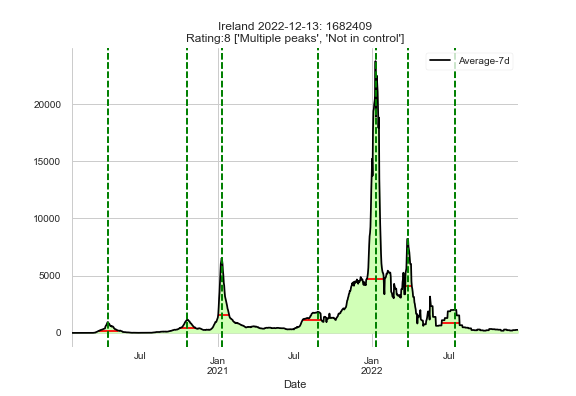 Ireland 2022-12-13: 1682409
Rating:8 ['Multiple peaks', 'Not in control']
Average-7d
20000
15000
10000
5000
0
Jul
Jan
2021
Jul
Jan
2022
Jul
Date